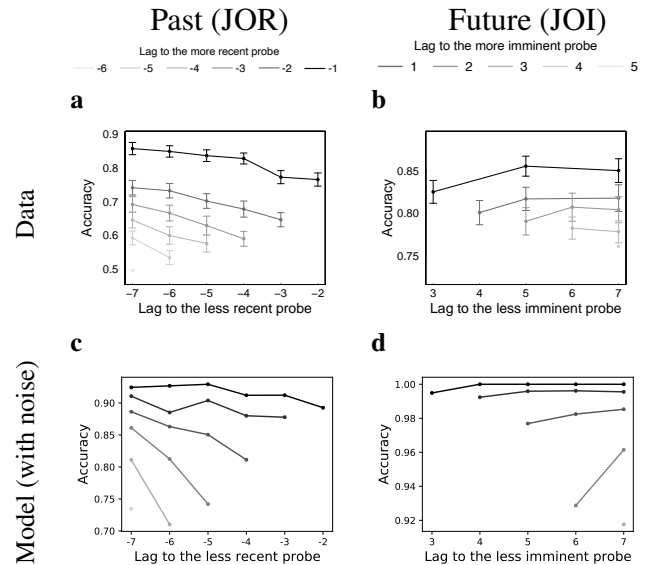 Past (JOR)
Future (JOI)
Lag to the more recent probe
-6 -5 -4 -3 -2 -1
Lag to the more imminent probe
1 2 3 4 5
a
b
Data
Accuracy
0.9
0.8
0.7
0.6
0.5
−7 −6 −5 −4 −3 −2
Lag to the less recent probe
Accuracy
0.85
0.80
0.75
3 4 5 6 7
Lag to the less imminent probe
c
d
Model (with noise)
Accuracy
0.90
0.85
0.80
0.75
0.70
-7 -6 -5 -4 -3 -2
Lag to the less recent probe
Accuracy
1.00
0.98
0.96
0.94
0.92
3 4 5 6 7
Lag to the less imminent probe